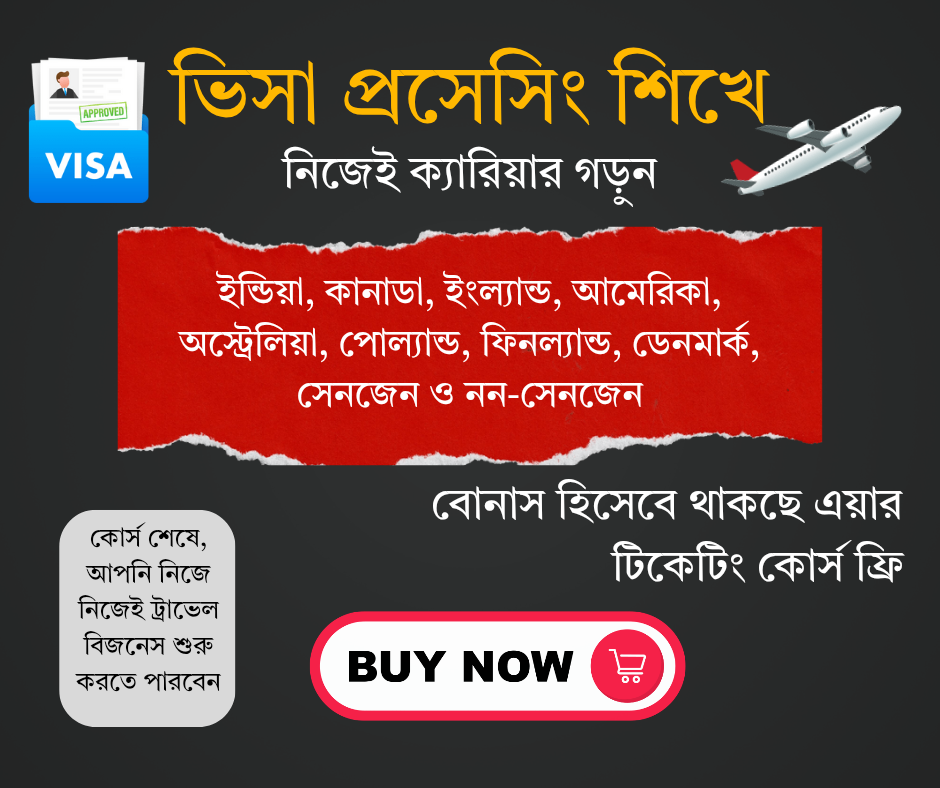 ভিসা প্রসেসিং শিখে
APPROVED
VISA
নিজেই ক্যারিয়ার গড়ুন
ইন্ডিয়া, কানাডা, ইংল্যান্ড, আমেরিকা,
অস্ট্রেলিয়া, পোল্যান্ড, ফিনল্যান্ড, ডেনমার্ক,
সেনজেন ও নন-সেনজেন
বোনাস হিসেবে থাকছে এয়ার
টিকেটিং কোর্স ফ্রি
কোর্স শেষে,
আপনি নিজে
নিজেই ট্রাভেল
বিজনেস শুরু
করতে পারবেন
BUY NOW